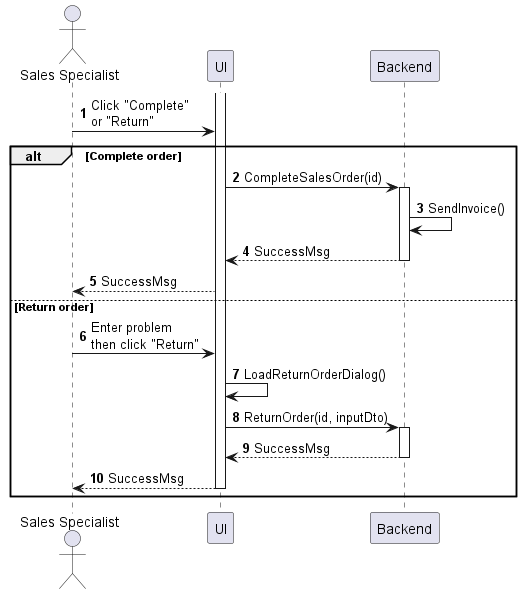 Sales Specialist
UI
Backend
1 Click "Complete"
or "Return"
alt [Complete order]
2 CompleteSalesOrder(id)
3 SendInvoice()
4 SuccessMsg
5 SuccessMsg
[Return order]
6 Enter problem
then click "Return"
7 LoadReturnOrderDialog()
8 ReturnOrder(id, inputDto)
9 SuccessMsg
10 SuccessMsg
Sales Specialist
UI
Backend